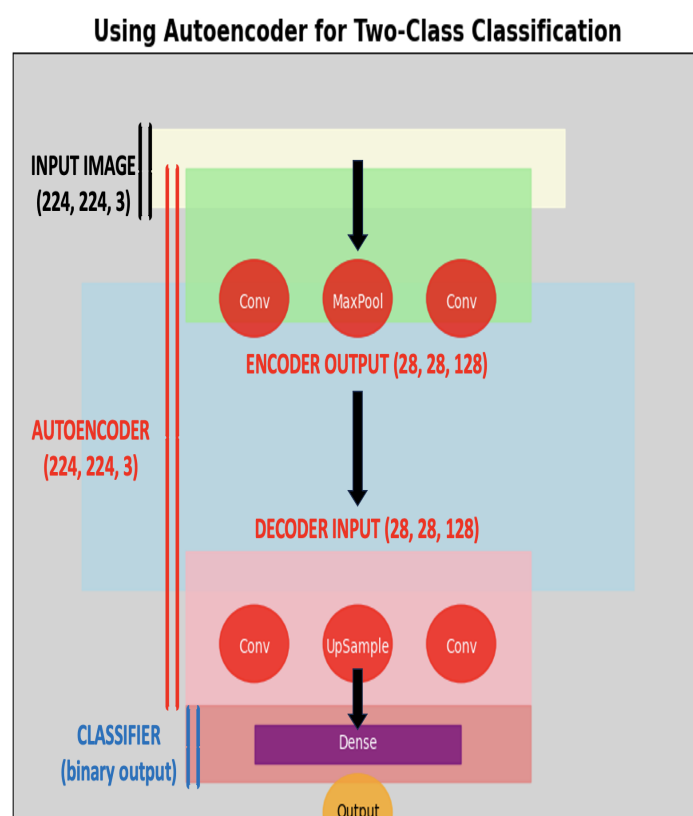 Using Autoencoder for Two-Class Classification
INPUT IMAGE
(224, 224, 3)
Conv
MaxPool
Conv
ENCODER OUTPUT (28, 28, 128)
AUTOENCODER
(224, 224, 3)
DECODER INPUT (28, 28, 128)
Conv
UpSample
Conv
CLASSIFIER
(binary output)
Dense
Output